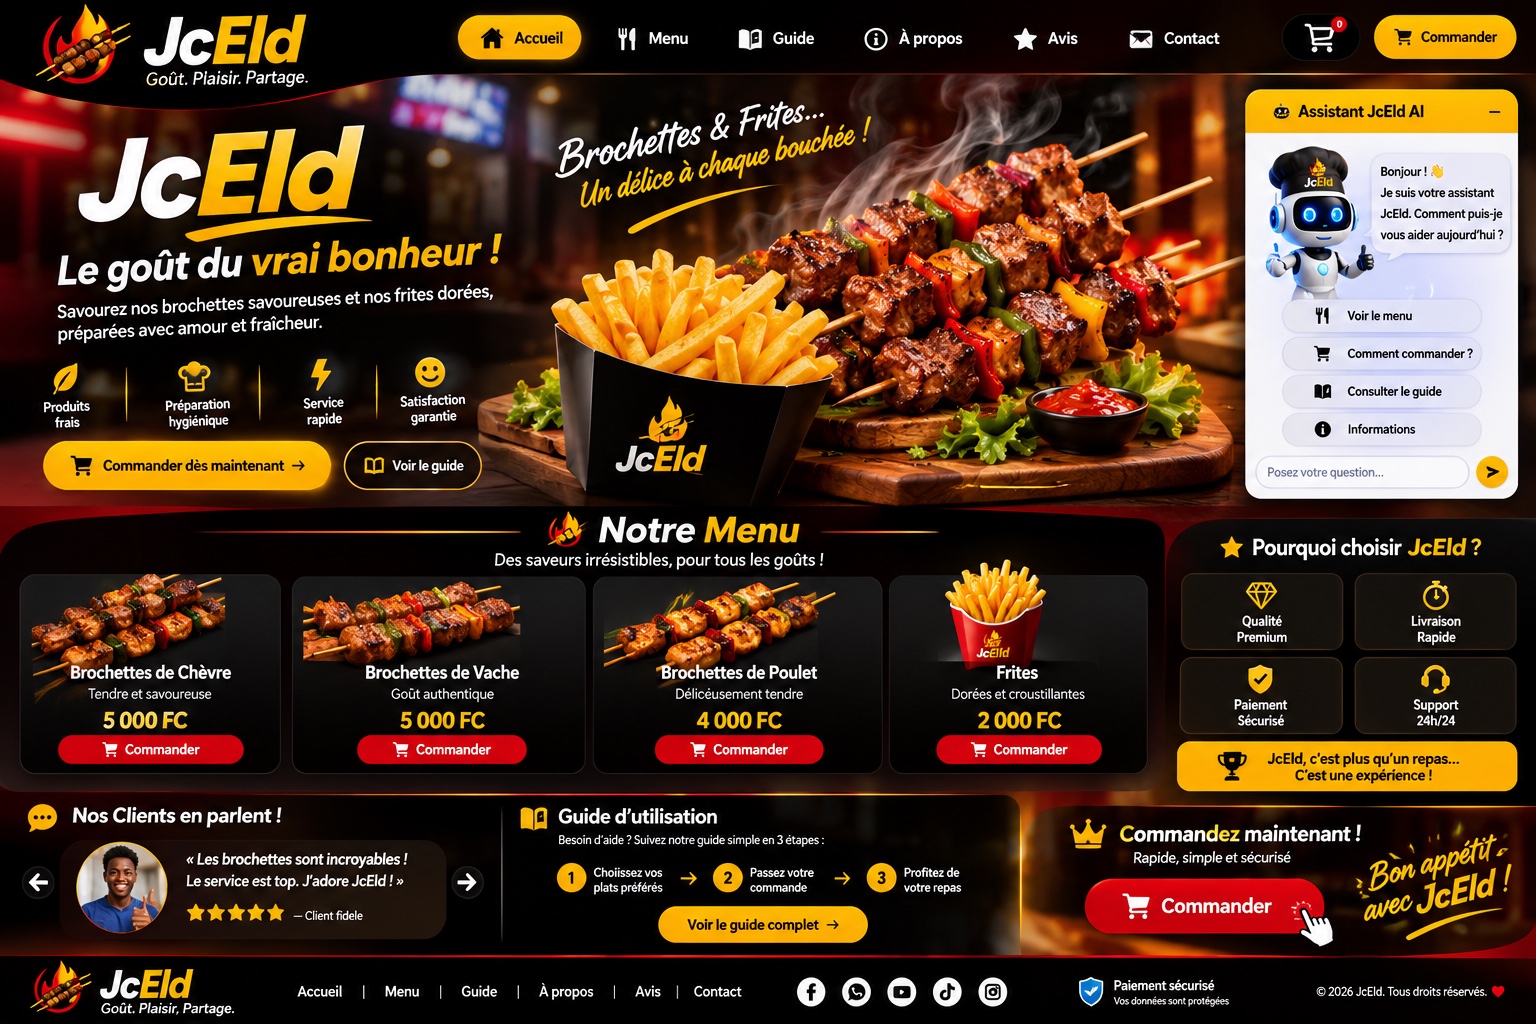 JcEld
Goût. Plaisir. Partage.
Accueil
Menu
Guide
À propos
Avis
Contact
0
Commander
JcEld
Le goût du vrai bonheur !
Savourez nos brochettes savoureuses et nos frites dorées,
préparées avec amour et fraîcheur.
Produits
frais
Préparation
hygiénique
Service
rapide
Satisfaction
garantie
Commander dès maintenant →
Voir le guide
Brochettes & Frites...
Un délice à chaque bouchée !
JcEld
Assistant JcEld AI
JcEld
Bonjour ! 👋
Je suis votre assistant
JcEld. Comment puis-je
vous aider aujourd'hui ?
Voir le menu
Comment commander ?
Consulter le guide
Informations
Posez votre question...
Notre Menu
Des saveurs irrésistibles, pour tous les goûts !
Brochettes de Chèvre
Tendre et savoureuse
5 000 FC
Commander
Brochettes de Vache
Goût authentique
5 000 FC
Commander
Brochettes de Poulet
Délicéusement tendre
4 000 FC
Commander
JcElld
Frites
Dorées et croustillantes
2 000 FC
Commander
Pourquoi choisir JcEld ?
Qualité
Premium
Livraison
Rapide
Paiement
Sécurisé
Support
24h/24
JcEld, c'est plus qu'un repas...
C'est une expérience !
Nos Clients en parlent !
« Les brochettes sont incroyables !
Le service est top. J'adore JcEld ! »
— Client fidele
Guide d'utilisation
Besoin d'aide ? Suivez notre guide simple en 3 étapes :
1
Choiissez vos
plats préférés
→
2
Passez votre
commande
→
3
Profitez de
votre repas
Voir le guide complet →
Commandez maintenant !
Rapide, simple et sécurisé
Commander
Bon appétit
avec JcEld !
JcEld
Goût. Plaisir, Partage.
Accueil | Menu | Guide | À propos | Avis | Contact
Paiement sécurisé
Vos données sont protégées
© 2026 JcEld. Tous droits réservés. ❤